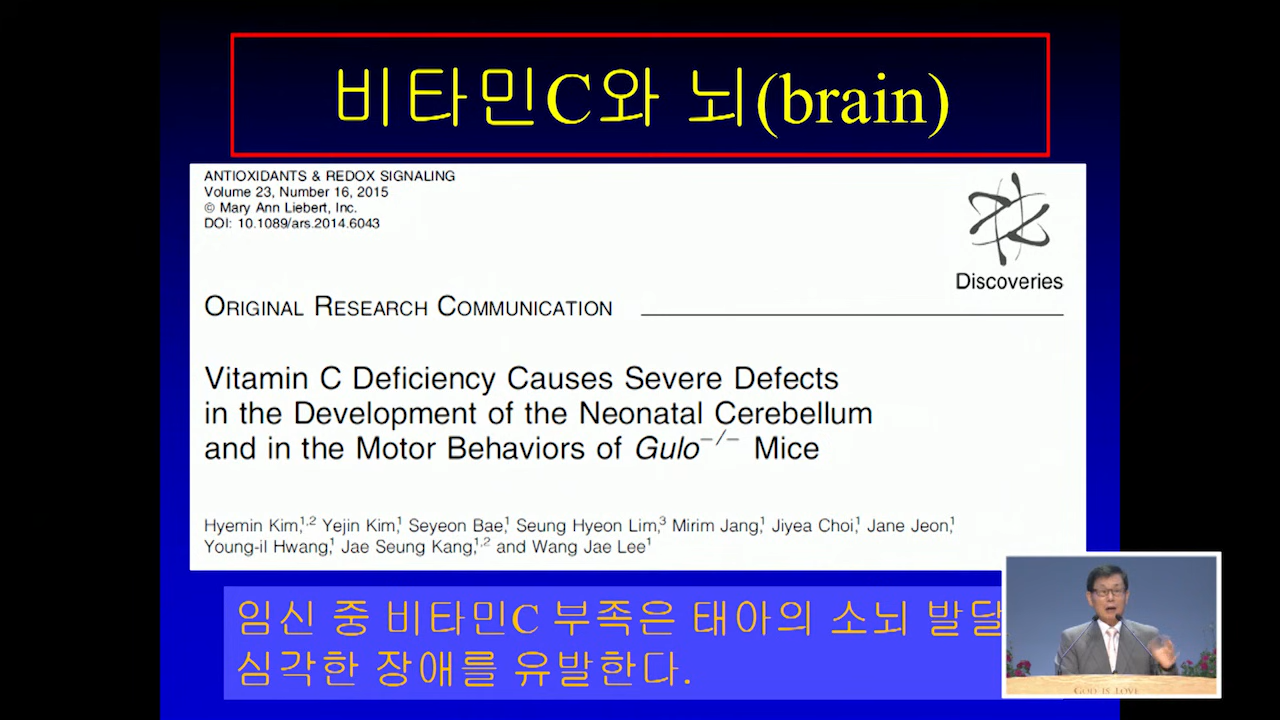 비타민C와 뇌(brain)
ANTIOXIDANTS & REDOX SIGNALING
Volume 23, Number 16, 2015
© Mary Ann Liebert, Inc.
DOI: 10.1089/ars.2014.6043
Discoveries
ORIGINAL RESEARCH COMMUNICATION
Vitamin C Deficiency Causes Severe Defects
in the Development of the Neonatal Cerebellum
and in the Motor Behaviors of Gulo−/− Mice
Hyemin Kim,1,2 Yejin Kim,1 Seyeon Bae,1 Seung Hyeon Lim,3 Mirim Jang,1 Jiyea Choi,1 Jane Jeon,1
Young-il Hwang,1 Jae Seung Kang,1,2 and Wang Jae Lee1
임신 중 비타민C 부족은 태아의 소뇌 발달
심각한 장애를 유발한다.
GOD IS LOVE